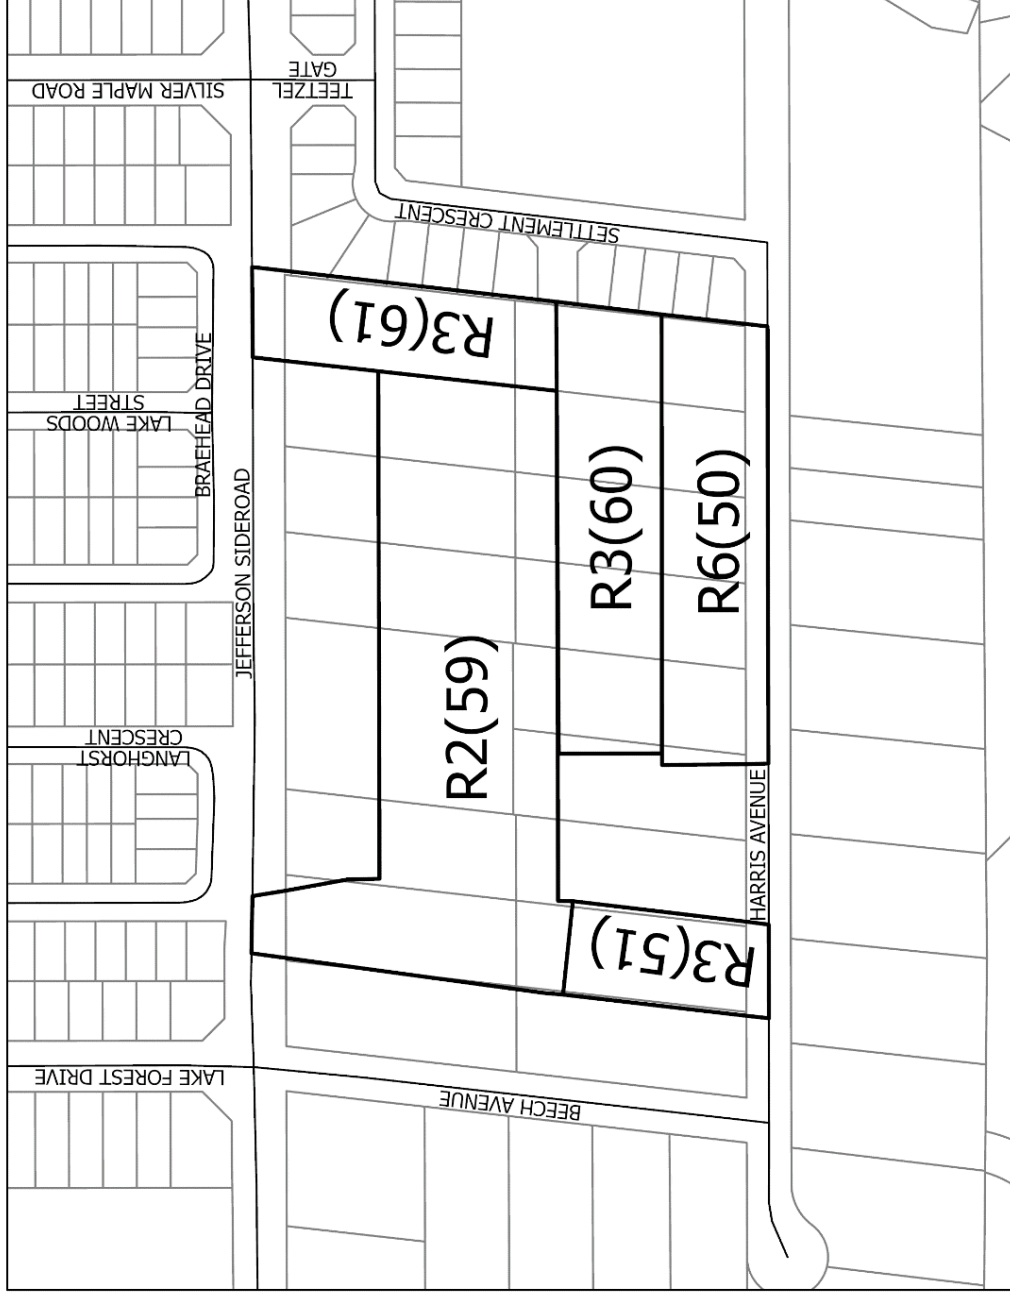 GATE
TEETZEL
SILVER MAPLE ROAD
SETTLEMENT CRESCENT
R3(61)
BRAEHEAD DRIVE
STREET
LAKE WOODS
JEFFERSON SIDEROAD
R3(60)
R6(50)
R2(59)
CRESCENT
LANGHORST
HARRIS AVENUE
R3(51)
LAKE FOREST DRIVE
BEECH AVENUE